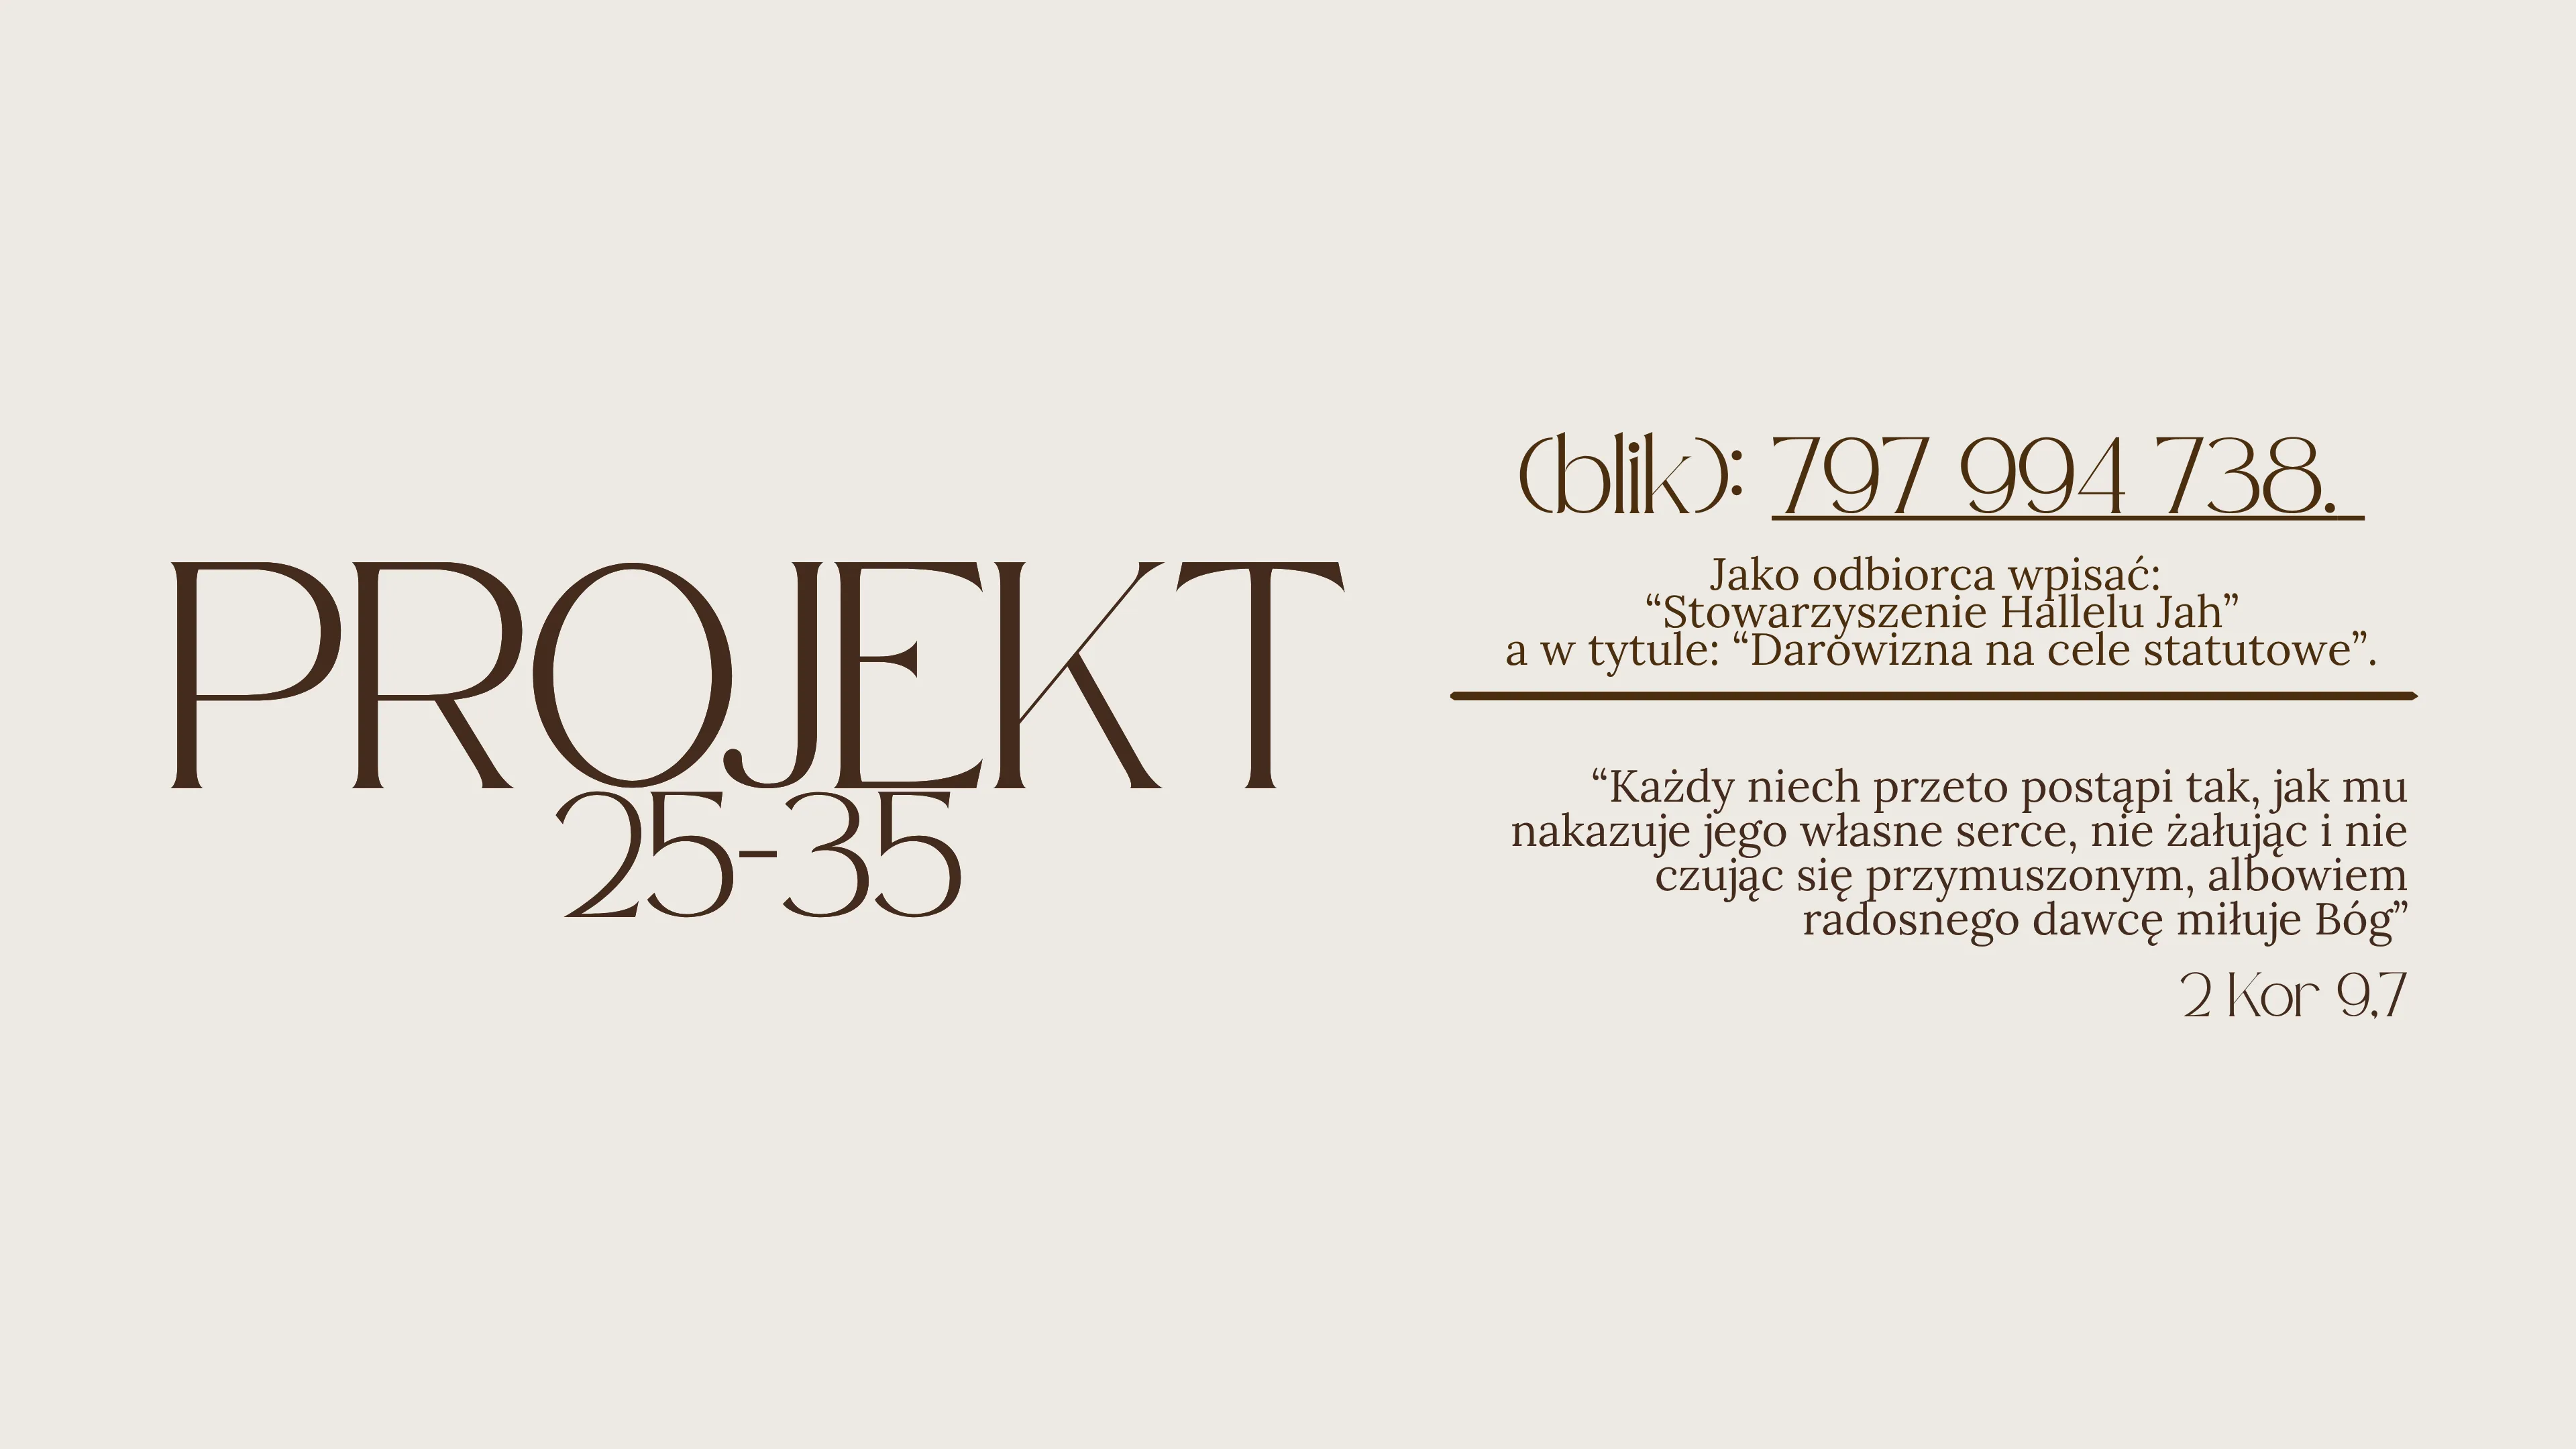 PROJEKT
25-35
(blik): 797 994 738.
Jako odbiorca wpisać:
“Stowarzyszenie Hallelu Jah”
a w tytule: “Darowizna na cele statutowe”.
“Każdy niech przeto postąpi tak, jak mu
nakazuje jego własne serce, nie żałując i nie
czując się przymuszonym, albowiem
radosnego dawcę miłuje Bóg”
2 Kor 9,7